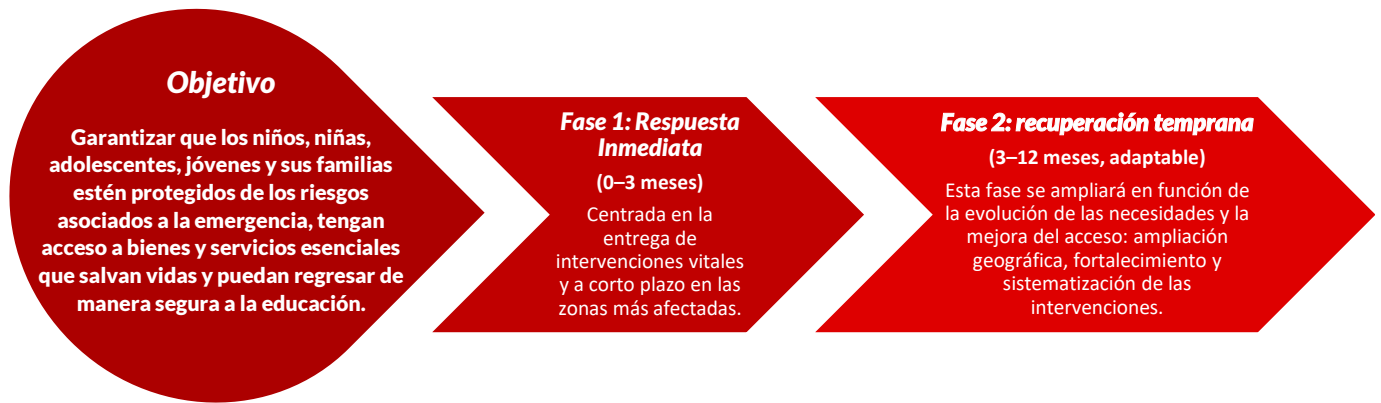 Objetivo
Garantizar que los niños, niñas,
adolescentes, jóvenes y sus familias
estén protegidos de los riesgos
asociados a la emergencia, tengan
acceso a bienes y servicios esenciales
que salvan vidas y puedan regresar de
manera segura a la educación.
Fase 1: Respuesta
Inmediata
(0–3 meses)
Centrada en la
entrega de
intervenciones vitales
y a corto plazo en las
zonas más afectadas.
Fase 2: recuperación temprana
(3–12 meses, adaptable)
Esta fase se ampliará en función de
la evolución de las necesidades y la
mejora del acceso: ampliación
geográfica, fortalecimiento y
sistematización de las
intervenciones.